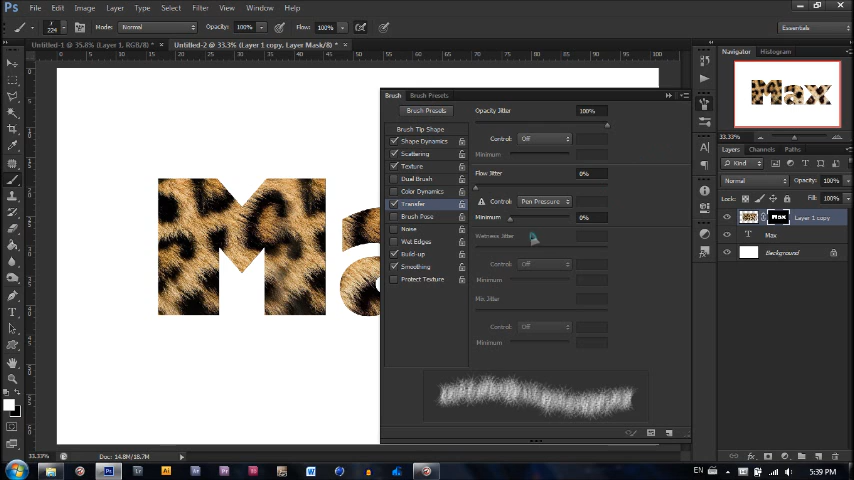 Ps File Edit Image Layer Type Select Filter View Window Help
224 Mode: Normal Opacity: 100% Flow: 100% Essentials
Untitled-1 @ 35.8% (Layer 1, RGB/8) * × Untitled-2 @ 33.3% (Layer 1 copy, Layer Mask/8) * ×
Brush Brush Presets
Brush Presets
Brush Tip Shape
Shape Dynamics
Scattering
Texture
Dual Brush
Color Dynamics
Transfer
Brush Pose
Noise
Wet Edges
Build-up
Smoothing
Protect Texture
Opacity Jitter 100%
Control: Off
Minimum
Flow Jitter 0%
Control: Pen Pressure
Minimum 0%
Wetness Jitter
Control: Off
Minimum
Mix Jitter
Control: Off
Minimum
Ma
Navigator Histogram
Max
33.33%
Layers Channels Paths
Kind
Normal Opacity: 100%
Lock: Fill: 100%
Max Layer 1 copy
T Max
Background
33.33% Doc: 14.8M/18.7M
EN 5:39 PM